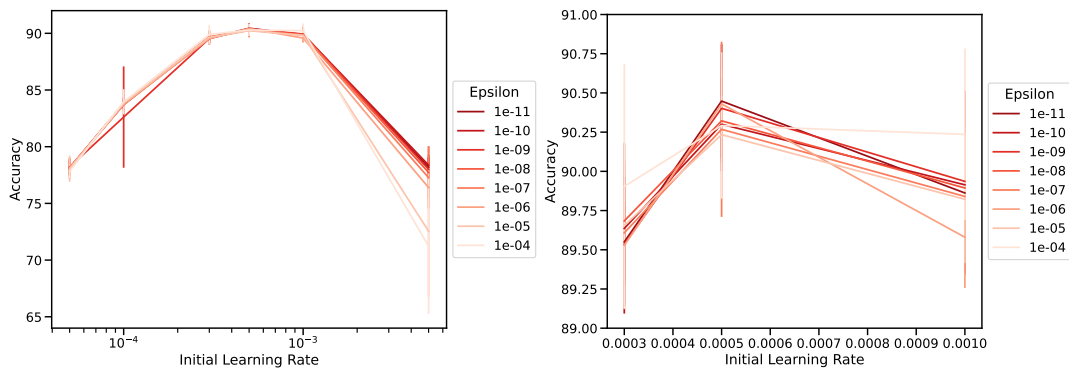 90
85
80
75
70
65
Accuracy
10⁻⁴
10⁻³
Initial Learning Rate
Epsilon
1e-11
1e-10
1e-09
1e-08
1e-07
1e-06
1e-05
1e-04
91.00
90.75
90.50
90.25
90.00
89.75
89.50
89.25
89.00
Accuracy
0.0003 0.0004 0.0005 0.0006 0.0007 0.0008 0.0009 0.0010
Initial Learning Rate
Epsilon
1e-11
1e-10
1e-09
1e-08
1e-07
1e-06
1e-05
1e-04